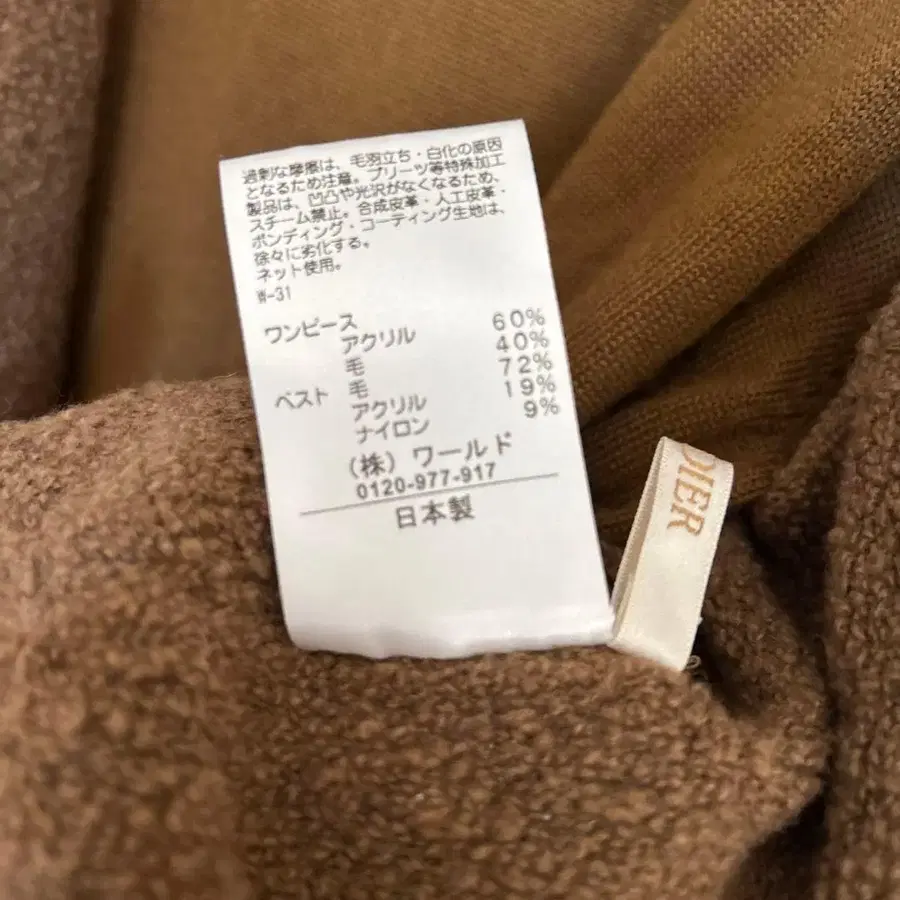 過剰な摩擦は、毛羽立ち・白化の原因
となるため注意。プリーツ等特殊加工
製品は、凹凸や光沢がなくなるため、
スチーム禁止。合成皮革・人工皮革・
ボンディング・コーティング生地は、
徐々に劣化する。
ネット使用。
W-31
ワンピース
アクリル 60%
毛 40%
ベスト 毛 72%
アクリル 19%
ナイロン 9%
(株) ワールド
0120-977-917
日本製
DIER